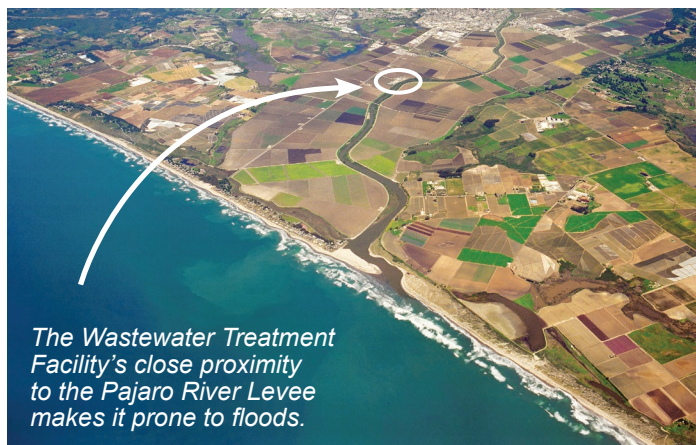 The Wastewater Treatment
Facility's close proximity
to the Pajaro River Levee
makes it prone to floods.